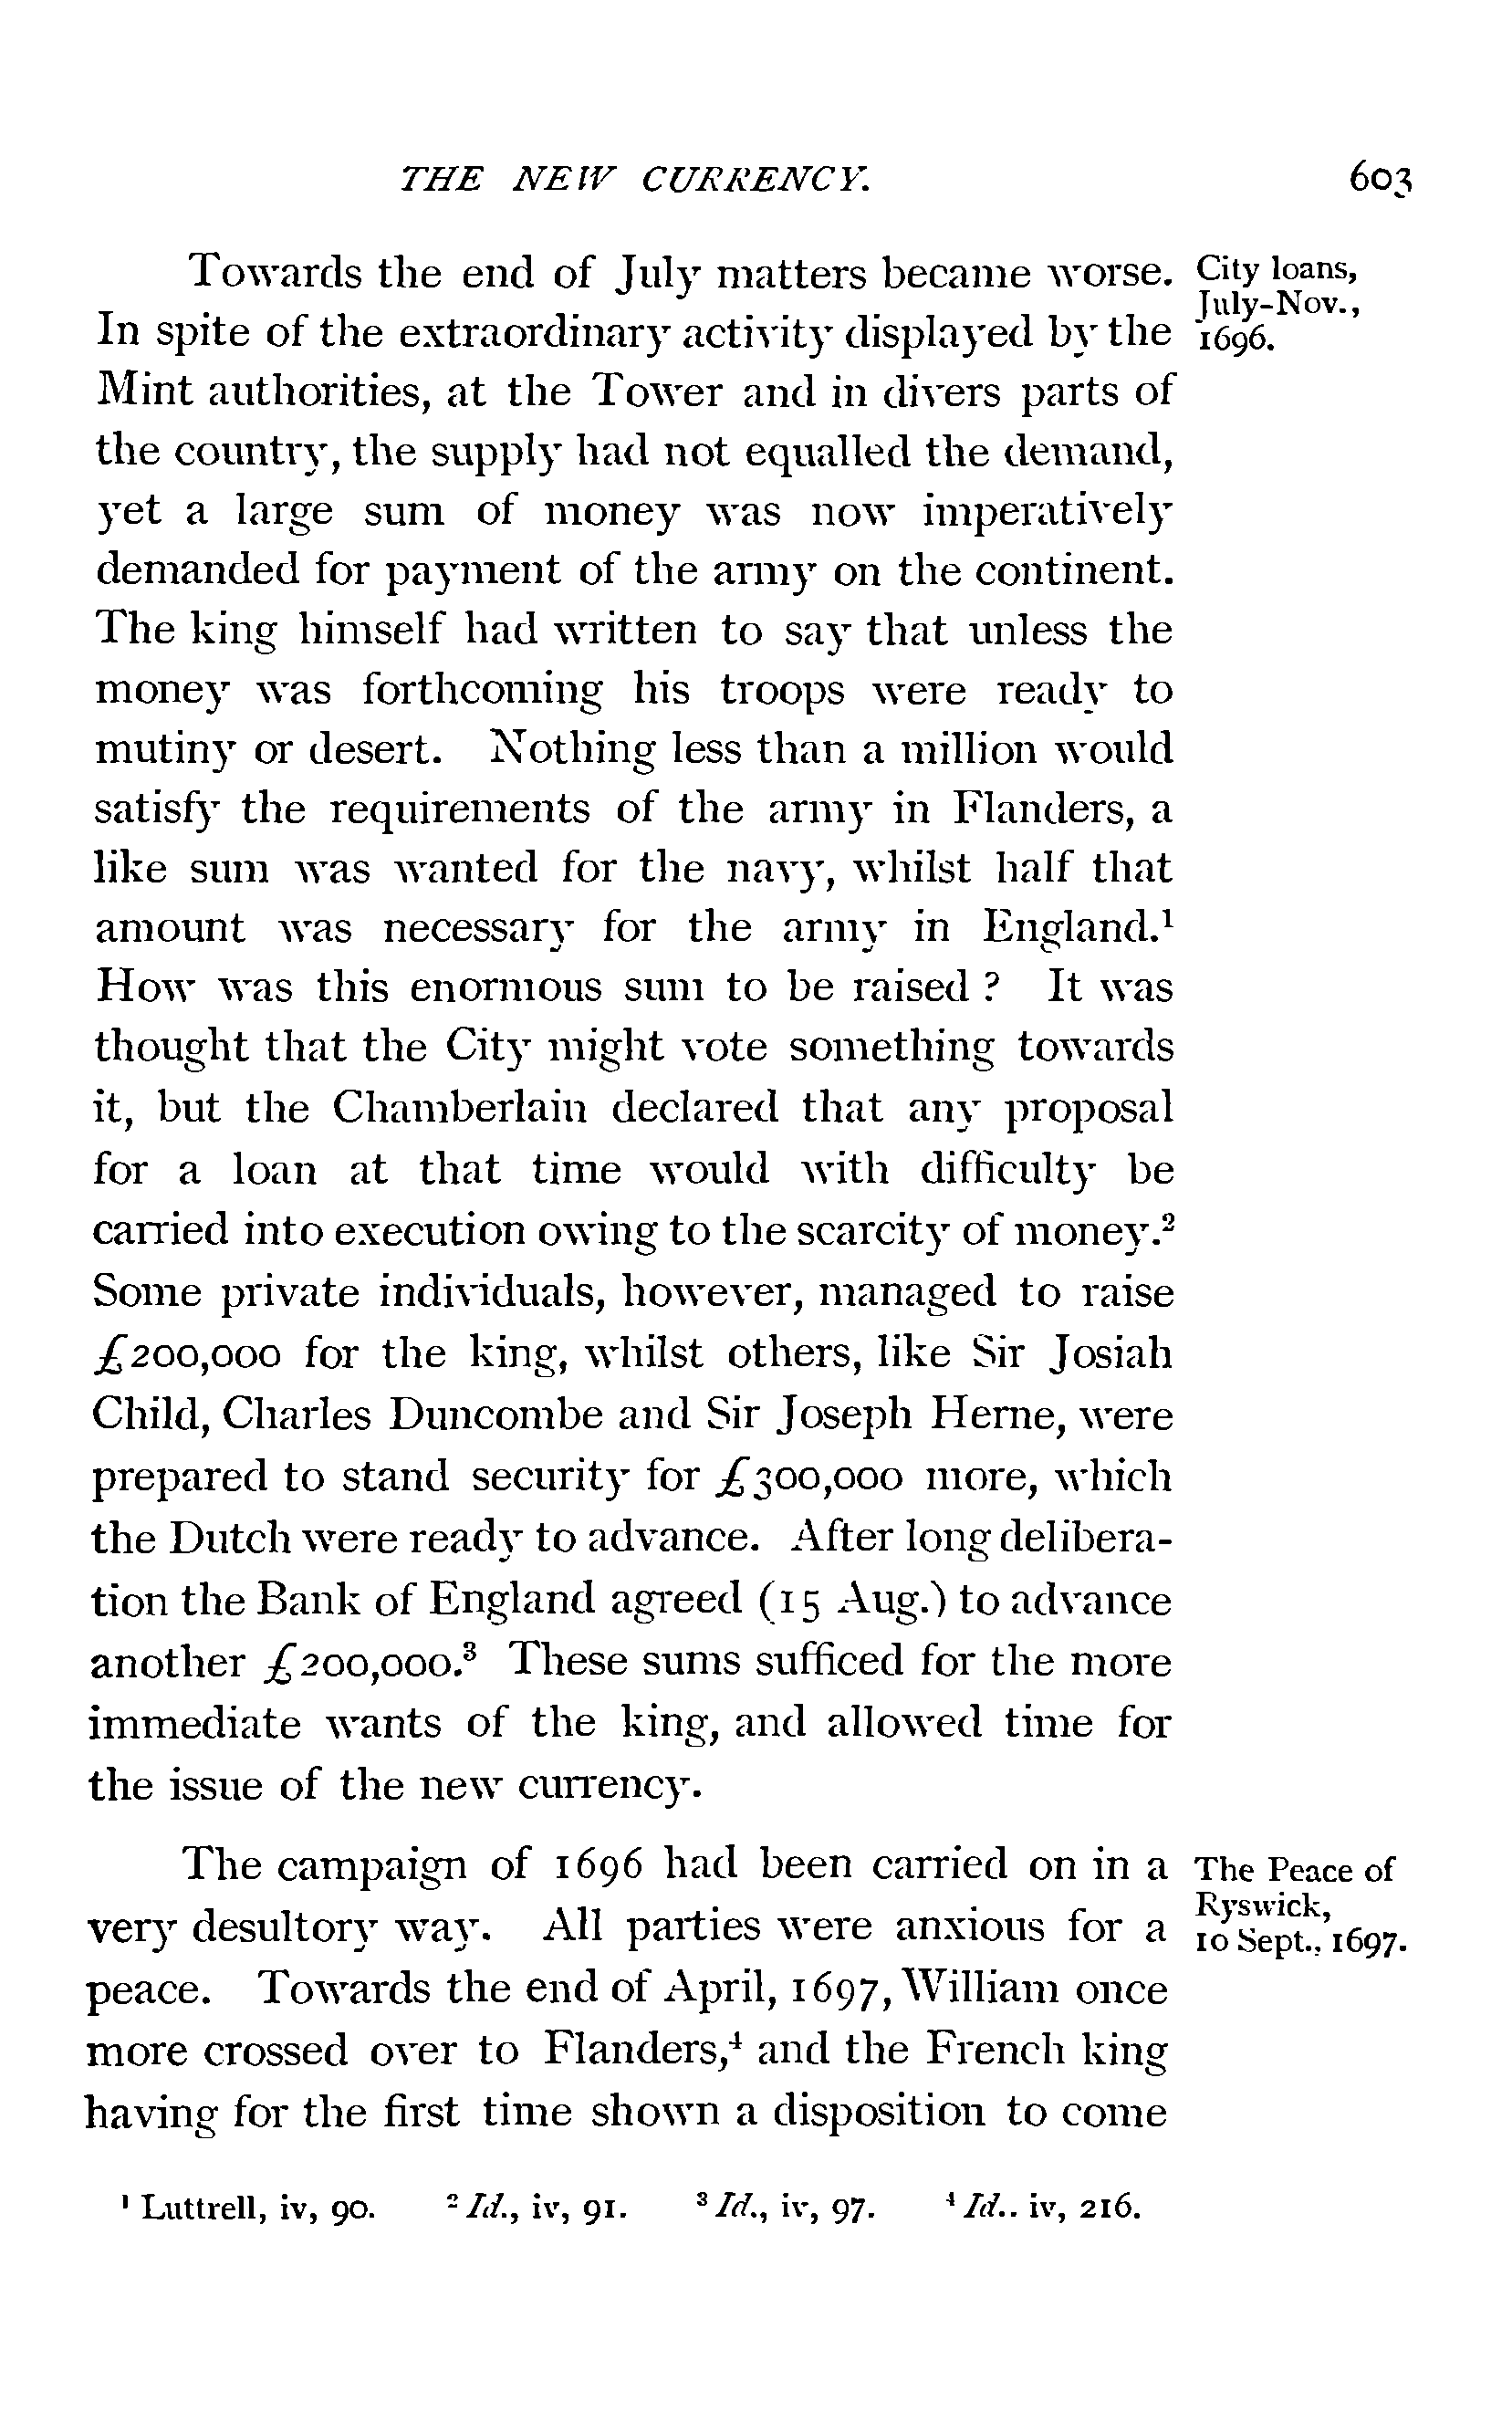 THE NEW CURRENCY. 603
Towards the end of July matters became worse.
In spite of the extraordinary activity displayed by the
Mint authorities, at the Tower and in divers parts of
the country, the supply had not equalled the demand,
yet a large sum of money was now imperatively
demanded for payment of the army on the continent.
The king himself had written to say that unless the
money was forthcoming his troops were ready to
mutiny or desert. Nothing less than a million would
satisfy the requirements of the army in Flanders, a
like sum was wanted for the navy, whilst half that
amount was necessary for the army in England.¹
How was this enormous sum to be raised ? It was
thought that the City might vote something towards
it, but the Chamberlain declared that any proposal
for a loan at that time would with difficulty be
carried into execution owing to the scarcity of money.²
Some private individuals, however, managed to raise
£200,000 for the king, whilst others, like Sir Josiah
Child, Charles Duncombe and Sir Joseph Herne, were
prepared to stand security for £300,000 more, which
the Dutch were ready to advance. After long delibera-
tion the Bank of England agreed (15 Aug.) to advance
another £200,000.³ These sums sufficed for the more
immediate wants of the king, and allowed time for
the issue of the new currency.
City loans,
July-Nov.,
1696.
The campaign of 1696 had been carried on in a
very desultory way. All parties were anxious for a
peace. Towards the end of April, 1697, William once
more crossed over to Flanders,⁴ and the French king
having for the first time shown a disposition to come
The Peace of
Ryswick,
10 Sept., 1697.
¹ Luttrell, iv, 90. ² Id., iv, 91. ³ Id., iv, 97. ⁴ Id.. iv, 216.